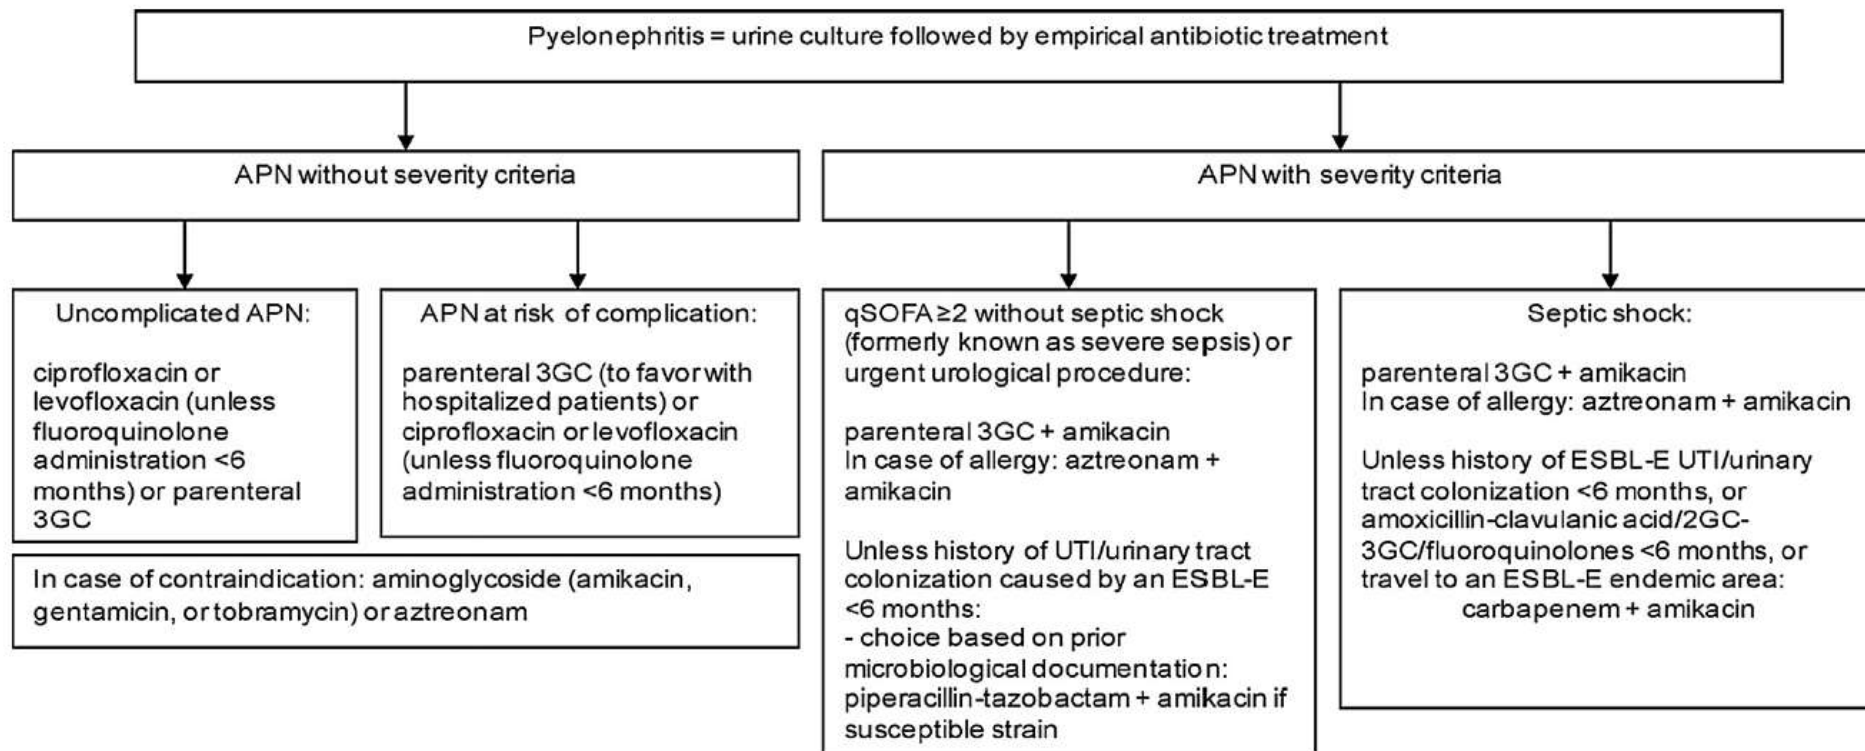 Pyelonephritis = urine culture followed by empirical antibiotic treatment
APN without severity criteria
APN with severity criteria
Uncomplicated APN:
ciprofloxacin or
levofloxacin (unless
fluoroquinolone
administration <6
months) or parenteral
3GC
APN at risk of complication:
parenteral 3GC (to favor with
hospitalized patients) or
ciprofloxacin or levofloxacin
(unless fluoroquinolone
administration <6 months)
In case of contraindication: aminoglycoside (amikacin,
gentamicin, or tobramycin) or aztreonam
qSOFA≥2 without septic shock
(formerly known as severe sepsis) or
urgent urological procedure:
parenteral 3GC + amikacin
In case of allergy: aztreonam +
amikacin
Unless history of UTI/urinary tract
colonization caused by an ESBL-E
<6 months:
- choice based on prior
microbiological documentation:
piperacillin-tazobactam + amikacin if
susceptible strain
Septic shock:
parenteral 3GC + amikacin
In case of allergy: aztreonam + amikacin
Unless history of ESBL-E UTI/urinary
tract colonization <6 months, or
amoxicillin-clavulanic acid/2GC-
3GC/fluoroquinolones <6 months, or
travel to an ESBL-E endemic area:
carbapenem + amikacin